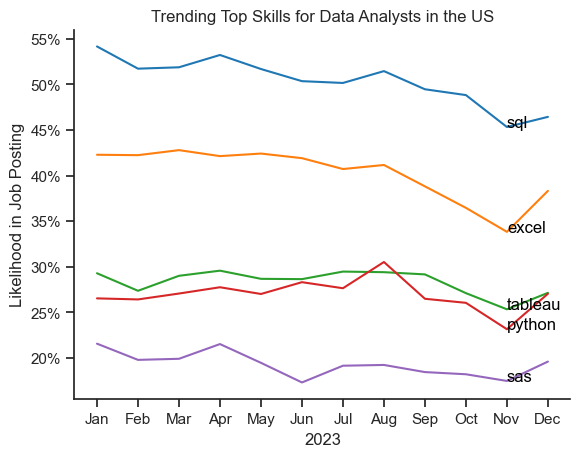 Trending Top Skills for Data Analysts in the US
Likelihood in Job Posting
55%
50%
45%
40%
35%
30%
25%
20%
sql
excel
tableau
python
sas
Jan Feb Mar Apr May Jun Jul Aug Sep Oct Nov Dec
2023